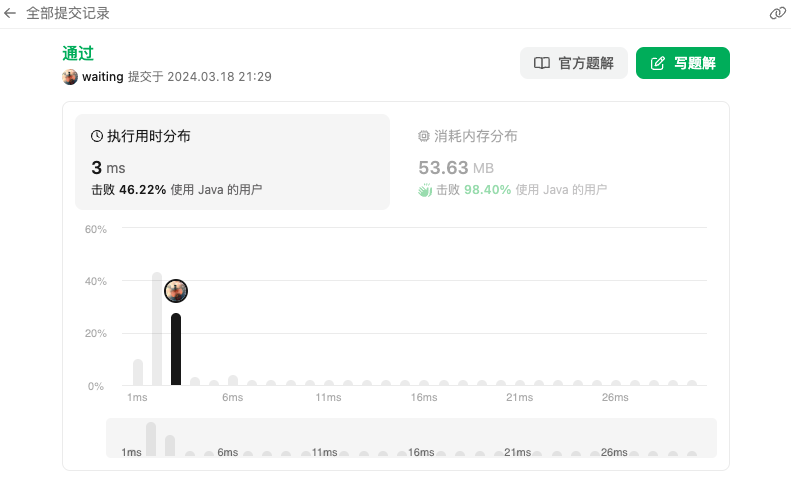 全部提交记录
通过
waiting 提交于 2024.03.18 21:29
官方题解
写题解
执行用时分布
3 ms
击败 46.22% 使用 Java 的用户
消耗内存分布
53.63 MB
击败 98.40% 使用 Java 的用户
60%
40%
20%
0%
1ms 6ms 11ms 16ms 21ms 26ms
1ms 6ms 11ms 16ms 21ms 26ms